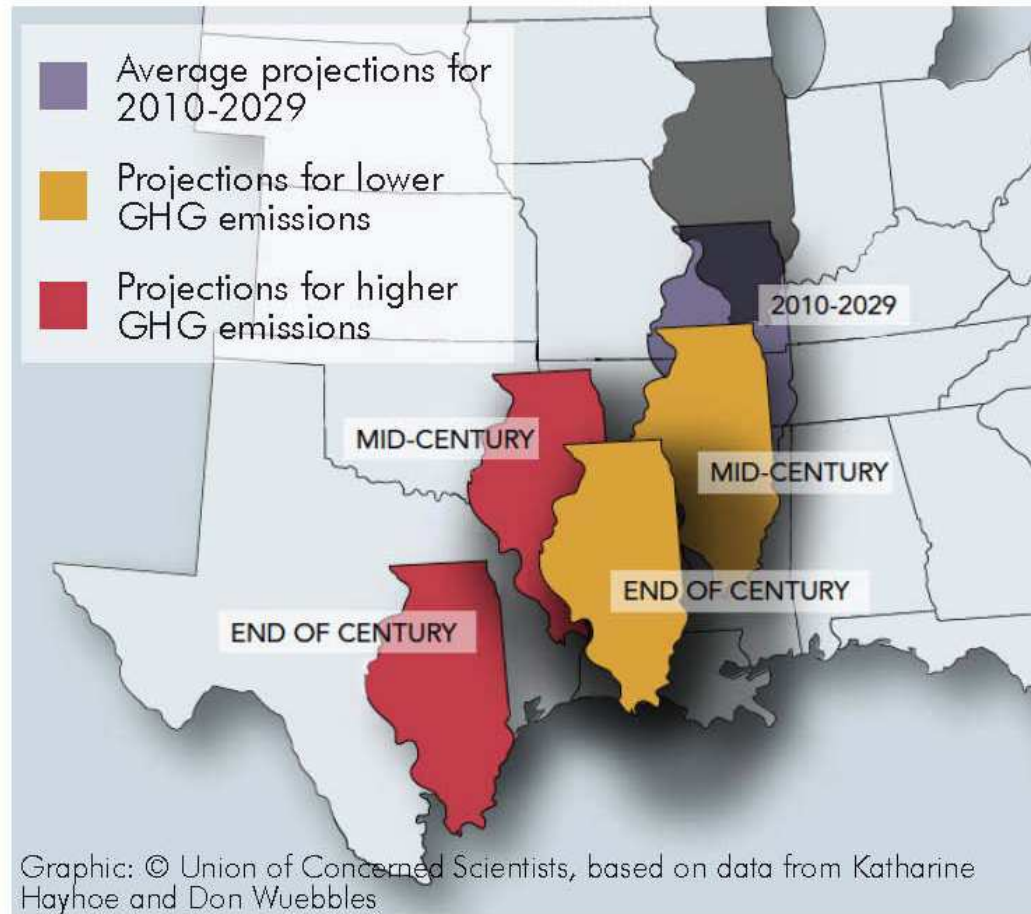 Average projections for
2010-2029
Projections for lower
GHG emissions
Projections for higher
GHG emissions
2010-2029
MID-CENTURY
MID-CENTURY
END OF CENTURY
END OF CENTURY
Graphic: © Union of Concerned Scientists, based on data from Katharine
Hayhoe and Don Wuebbles